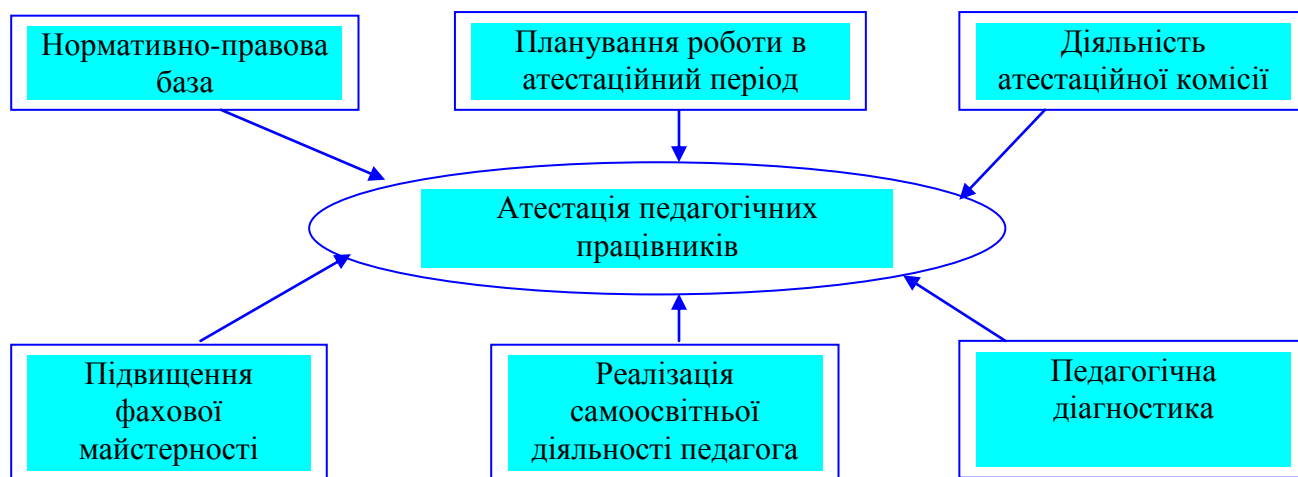 Нормативно-правова
база
Планування роботи в
атестаційний період
Діяльність
атестаційної комісії
Атестація педагогічних
працівників
Підвищення
фахової
майстерності
Реалізація
самоосвітньої
діяльності педагога
Педагогічна
діагностика